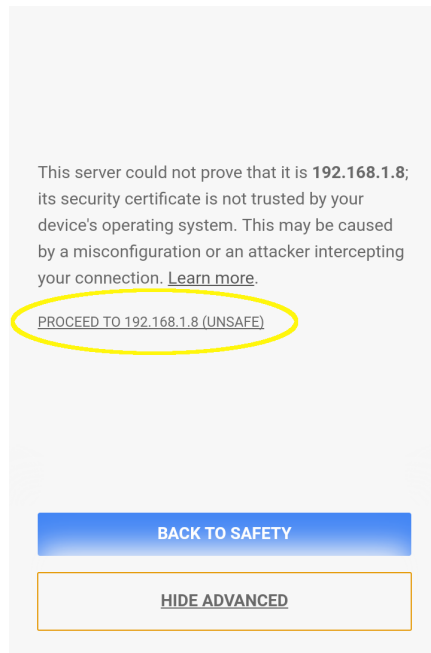 This server could not prove that it is 192.168.1.8;
its security certificate is not trusted by your
device's operating system. This may be caused
by a misconfiguration or an attacker intercepting
your connection. Learn more.
PROCEED TO 192.168.1.8 (UNSAFE)
BACK TO SAFETY
HIDE ADVANCED